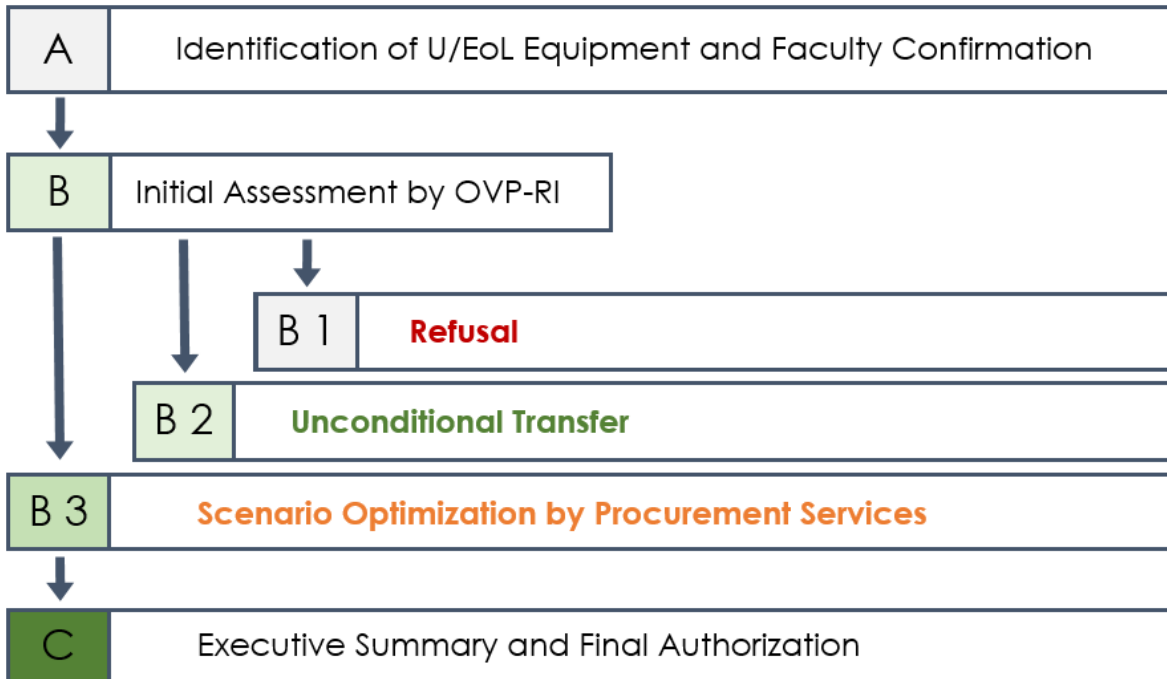 A Identification of U/EoL Equipment and Faculty Confirmation
B Initial Assessment by OVP-RI
B 1 Refusal
B 2 Unconditional Transfer
B 3 Scenario Optimization by Procurement Services
C Executive Summary and Final Authorization